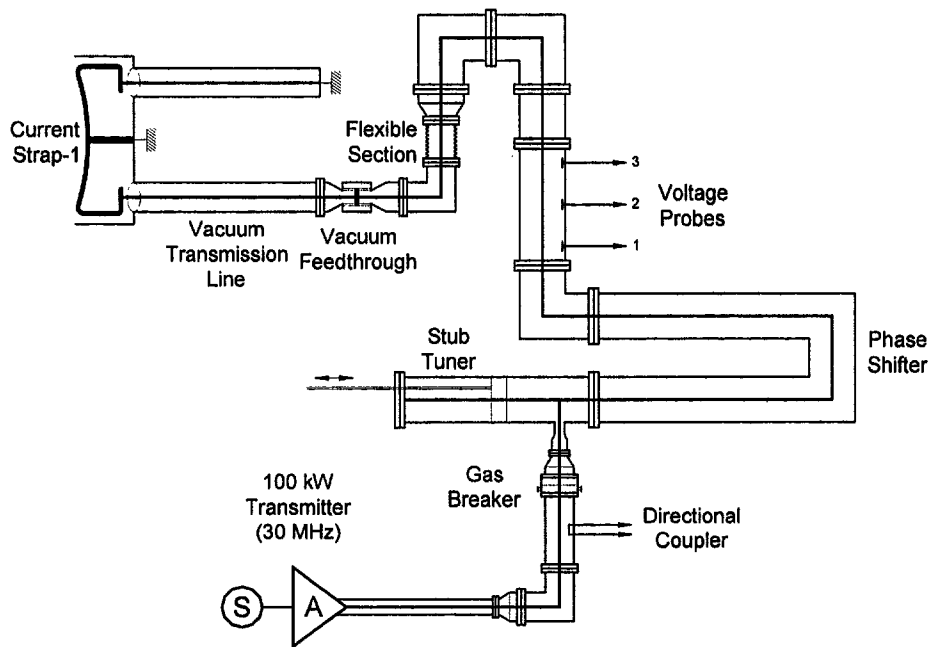 Current
Strap-1
Flexible
Section
3
2
1
Voltage
Probes
Vacuum
Transmission
Line
Vacuum
Feedthrough
Stub
Tuner
Phase
Shifter
100 kW
Transmitter
(30 MHz)
Gas
Breaker
Directional
Coupler
S
A